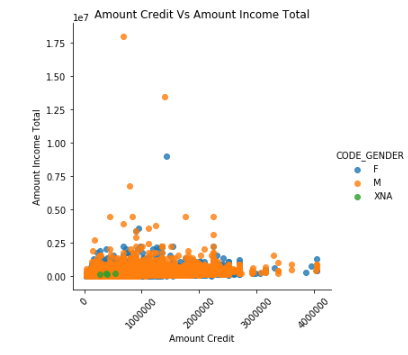 Amount Credit Vs Amount Income Total
1e7
1.75
1.50
1.25
1.00
0.75
0.50
0.25
0.00
Amount Income Total
CODE_GENDER
F
M
XNA
0
1000000
2000000
3000000
4000000
Amount Credit